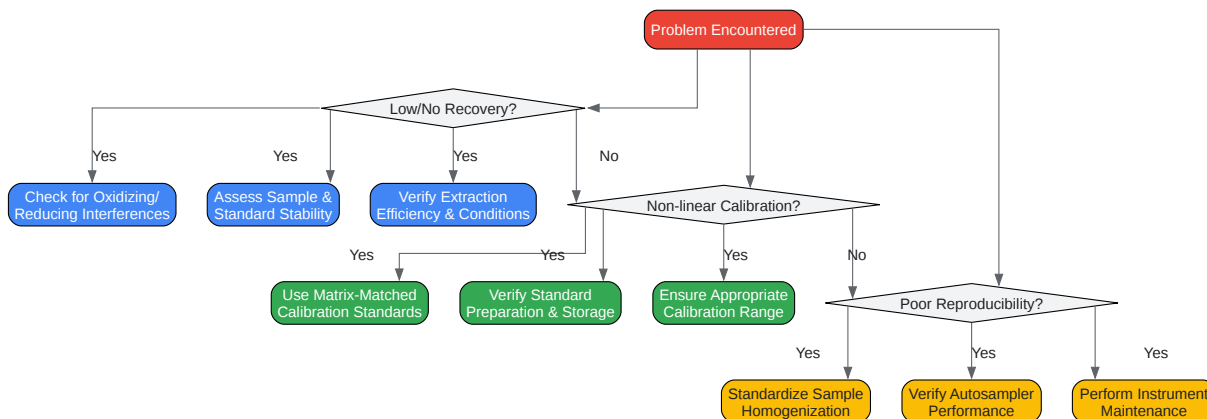 Problem Encountered
Low/No Recovery?
Yes
Yes
Yes
No
Check for Oxidizing/
Reducing Interferences
Assess Sample &
Standard Stability
Verify Extraction
Efficiency & Conditions
Non-linear Calibration?
Yes
Yes
Yes
No
Use Matrix-Matched
Calibration Standards
Verify Standard
Preparation & Storage
Ensure Appropriate
Calibration Range
Poor Reproducibility?
Yes
Yes
Yes
Standardize Sample
Homogenization
Verify Autosampler
Performance
Perform Instrument
Maintenance